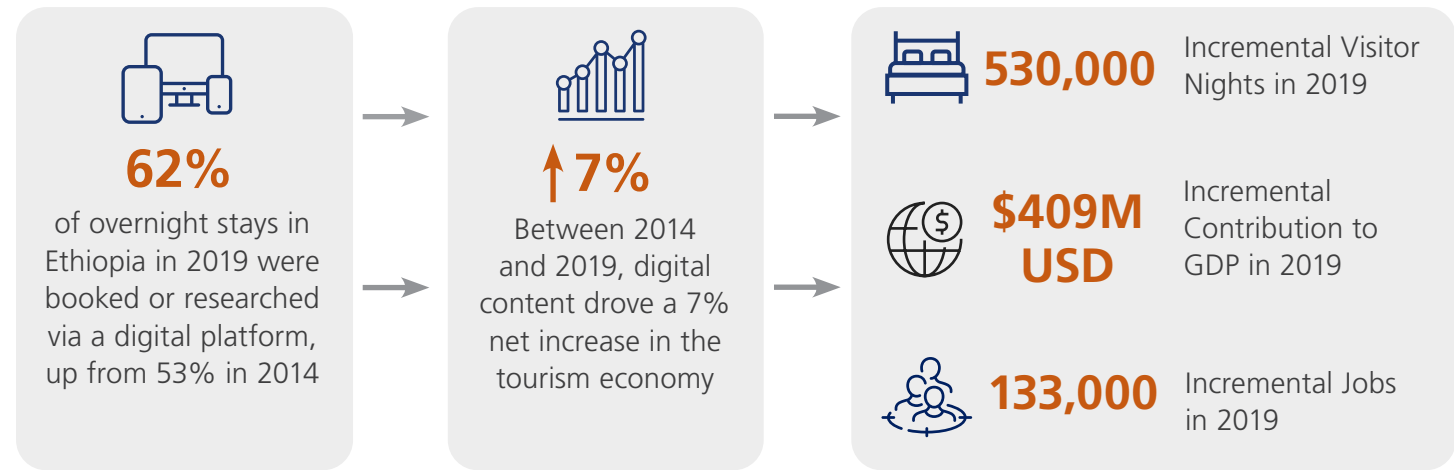 62%
of overnight stays in
Ethiopia in 2019 were
booked or researched
via a digital platform,
up from 53% in 2014
7%
Between 2014
and 2019, digital
content drove a 7%
net increase in the
tourism economy
530,000
Incremental Visitor
Nights in 2019
$
$409M
USD
Incremental
Contribution to
GDP in 2019
133,000
Incremental Jobs
in 2019